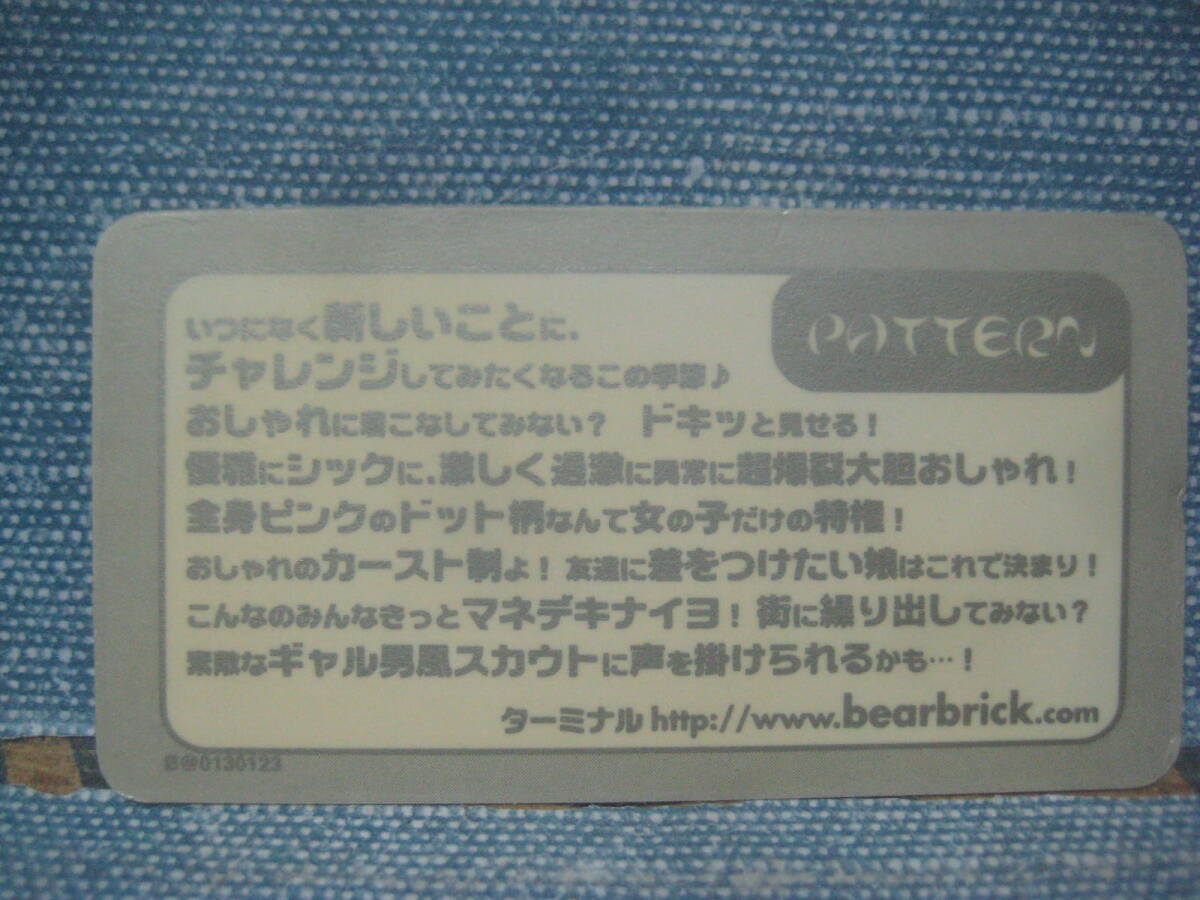 PATTERN
いつになく新しいことに、
チャレンジしてみたくなるこの季節♪
おしゃれに着こなしてみない？ ドキッと見せる！
優雅にシックに、激しく過激に異常に超爆裂大胆おしゃれ！
全身ピンクのドット柄なんて女の子だけの特権！
おしゃれのカースト制よ！ 友達に差をつけたい娘はこれで決まり！
こんなのみんなきっとマネデキナイヨ！ 街に繰り出してみない？
素敵なギャル男風スカウトに声を掛けられるかも…！
ターミナル http://www.bearbrick.com
0130123